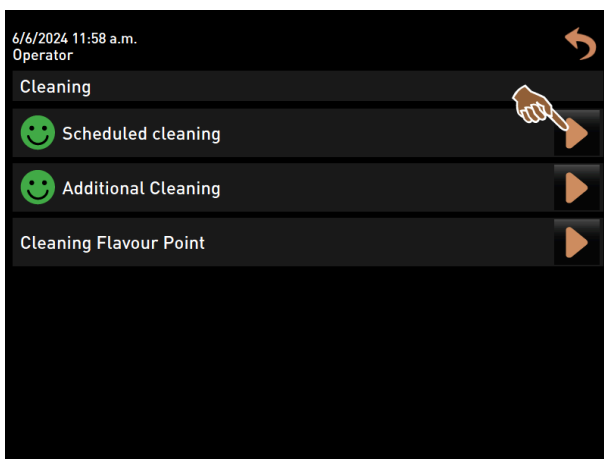 6/6/2024 11:58 a.m.
Operator
Cleaning
Scheduled cleaning
Additional Cleaning
Cleaning Flavour Point